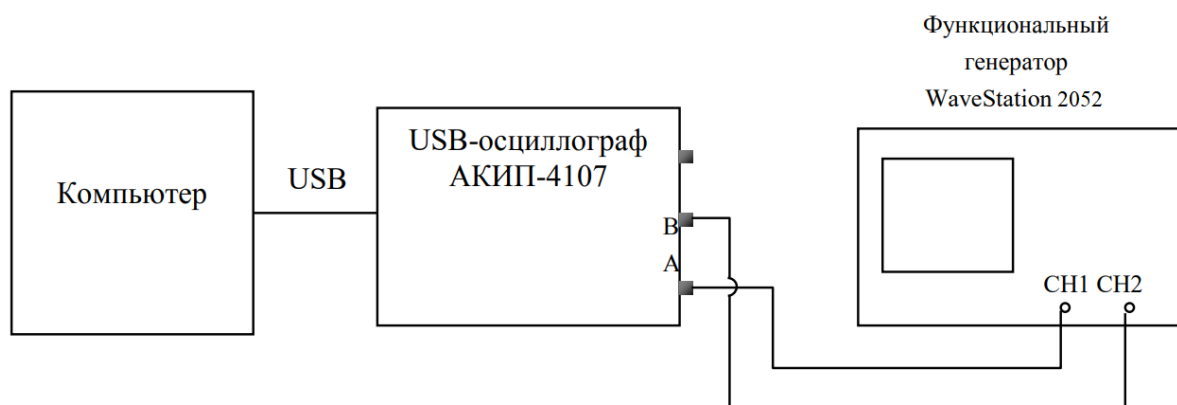 Функциональный
генератор
WaveStation 2052
USB-осциллограф
АКИП-4107
Компьютер
USB
B
A
CH1 CH2